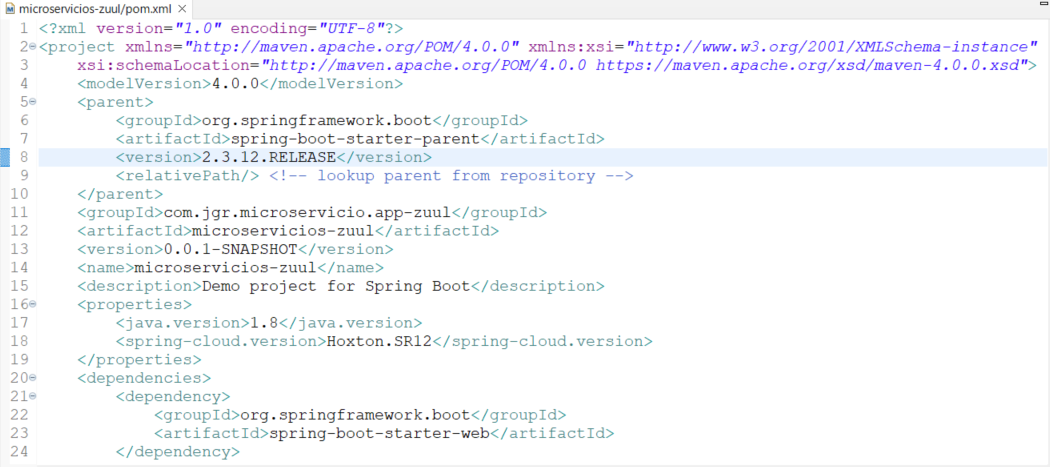 microservicios-zuul/pom.xml
1 <?xml version="1.0" encoding="UTF-8"?>
2 <project xmlns="http://maven.apache.org/POM/4.0.0" xmlns:xsi="http://www.w3.org/2001/XMLSchema-instance"
3     xsi:schemaLocation="http://maven.apache.org/POM/4.0.0 https://maven.apache.org/xsd/maven-4.0.0.xsd">
4     <modelVersion>4.0.0</modelVersion>
5     <parent>
6         <groupId>org.springframework.boot</groupId>
7         <artifactId>spring-boot-starter-parent</artifactId>
8         <version>2.3.12.RELEASE</version>
9         <relativePath/> <!-- lookup parent from repository -->
10     </parent>
11     <groupId>com.jgr.microservicio.app-zuul</groupId>
12     <artifactId>microservicios-zuul</artifactId>
13     <version>0.0.1-SNAPSHOT</version>
14     <name>microservicios-zuul</name>
15     <description>Demo project for Spring Boot</description>
16     <properties>
17         <java.version>1.8</java.version>
18         <spring-cloud.version>Hoxton.SR12</spring-cloud.version>
19     </properties>
20     <dependencies>
21         <dependency>
22             <groupId>org.springframework.boot</groupId>
23             <artifactId>spring-boot-starter-web</artifactId>
24         </dependency>